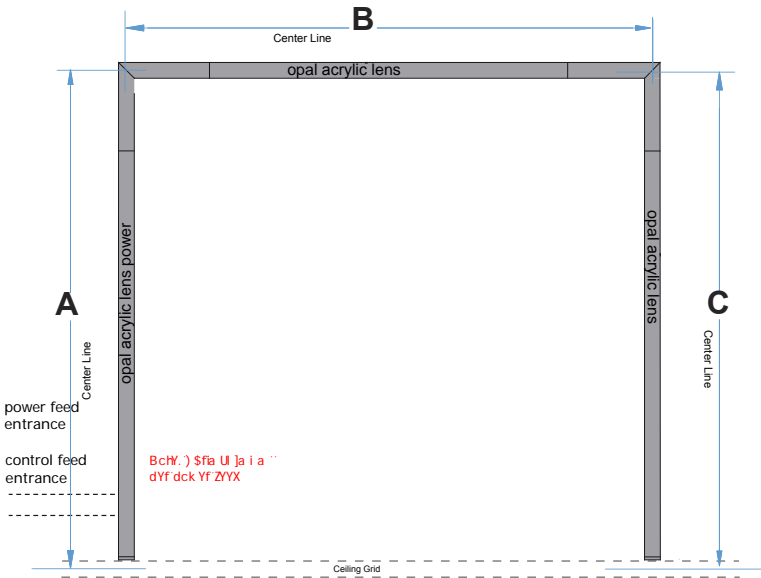 B
Center Line
opal acrylic lens
A
Center Line
opal acrylic lens power
opal acrylic lens
C
Center Line
power feed
entrance
control feed
entrance
Ceiling Grid